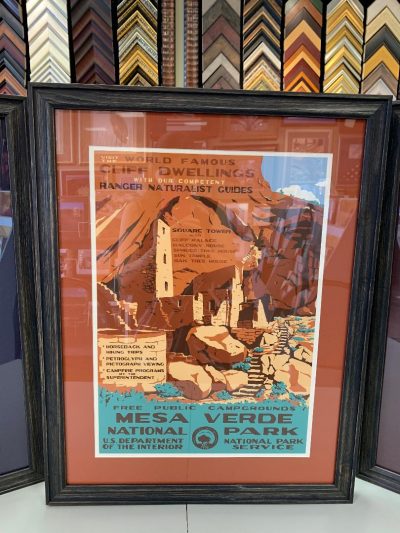 VISIT THE WORLD FAMOUS
CLIFF DWELLINGS
WITH OUR COMPETENT
RANGER NATURALIST GUIDES
SQUARE TOWER
ALSO
CLIFF PALACE
BALCONY HOUSE
SPRUCE TREE HOUSE
SUN TEMPLE
OAK TREE HOUSE
• HORSEBACK AND
HIKING TRIPS
• PETROGLYPH AND
PICTOGRAPH VIEWING
• CAMPFIRE PROGRAMS
BY THE
SUPERINTENDENT
FREE PUBLIC CAMPGROUNDS
MESA VERDE
NATIONAL PARK
U.S. DEPARTMENT NATIONAL PARK
OF THE INTERIOR SERVICE